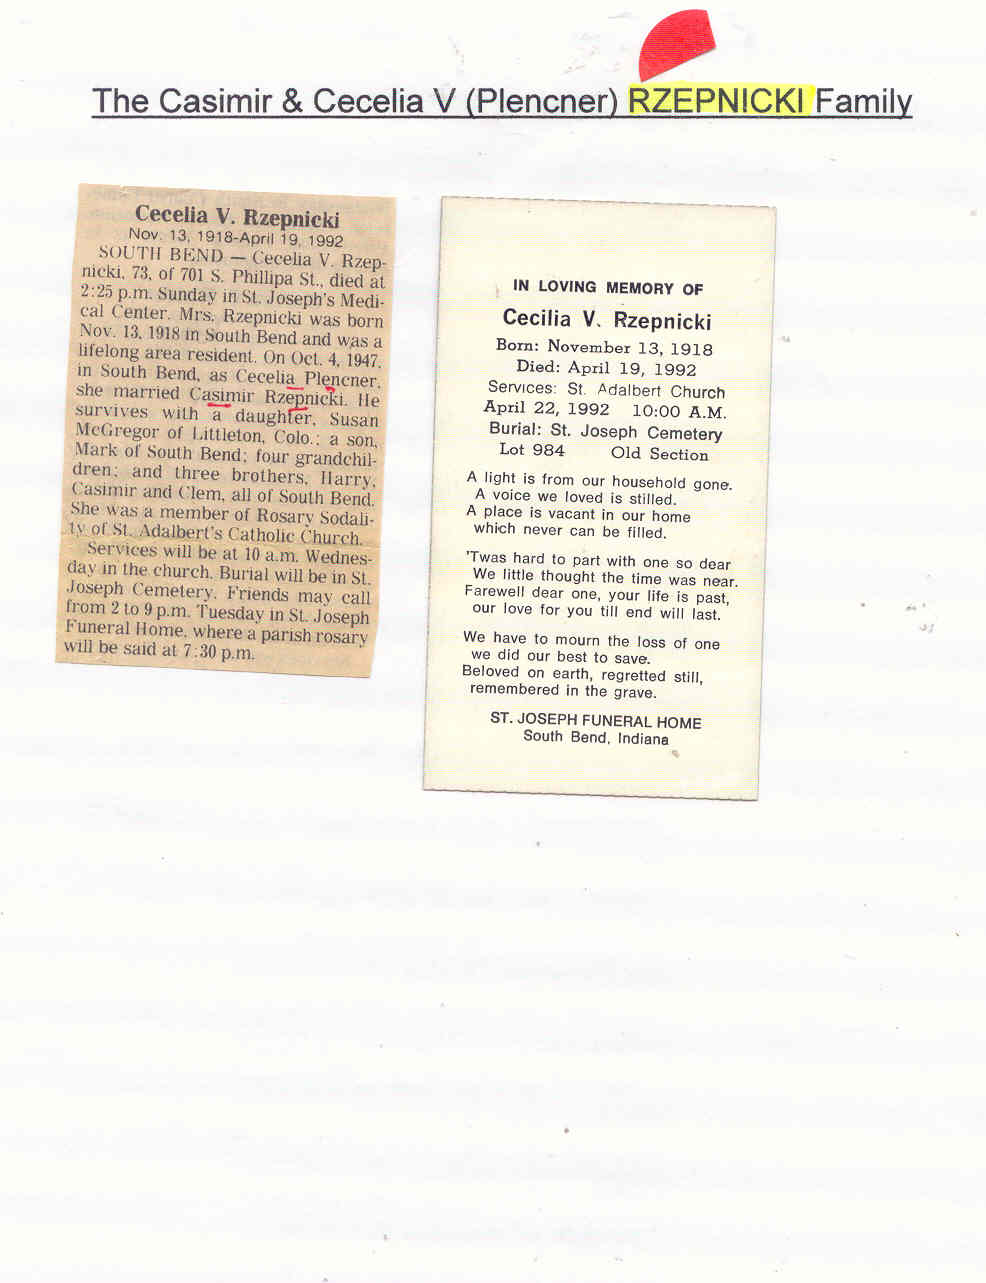 The Casimir & Cecelia V (Plencner) RZEPNICKI Family
Cecelia V. Rzepnicki
Nov. 13, 1918-April 19, 1992
SOUTH BEND — Cecelia V. Rzep-
nicki, 73, of 701 S. Phillipa St., died at
2:25 p.m. Sunday in St. Joseph's Medi-
cal Center. Mrs. Rzepnicki was born
Nov. 13, 1918 in South Bend and was a
lifelong area resident. On Oct. 4, 1947,
in South Bend, as Cecelia Plencner,
she married Casimir Rzepnicki. He
survives with a daughter, Susan
McGregor of Littleton, Colo.; a son,
Mark of South Bend; four grandchil-
dren; and three brothers, Harry,
Casimir and Clem, all of South Bend.
She was a member of Rosary Sodali-
ty of St. Adalbert's Catholic Church.
Services will be at 10 a.m. Wednes-
day in the church. Burial will be in St.
Joseph Cemetery. Friends may call
from 2 to 9 p.m. Tuesday in St. Joseph
Funeral Home, where a parish rosary
will be said at 7:30 p.m.
IN LOVING MEMORY OF
Cecilia V. Rzepnicki
Born: November 13, 1918
Died: April 19, 1992
Services: St. Adalbert Church
April 22, 1992 10:00 A.M.
Burial: St. Joseph Cemetery
Lot 984 Old Section
A light is from our household gone.
A voice we loved is stilled.
A place is vacant in our home
which never can be filled.
'Twas hard to part with one so dear
We little thought the time was near.
Farewell dear one, your life is past,
our love for you till end will last.
We have to mourn the loss of one
we did our best to save.
Beloved on earth, regretted still,
remembered in the grave.
ST. JOSEPH FUNERAL HOME
South Bend, Indiana